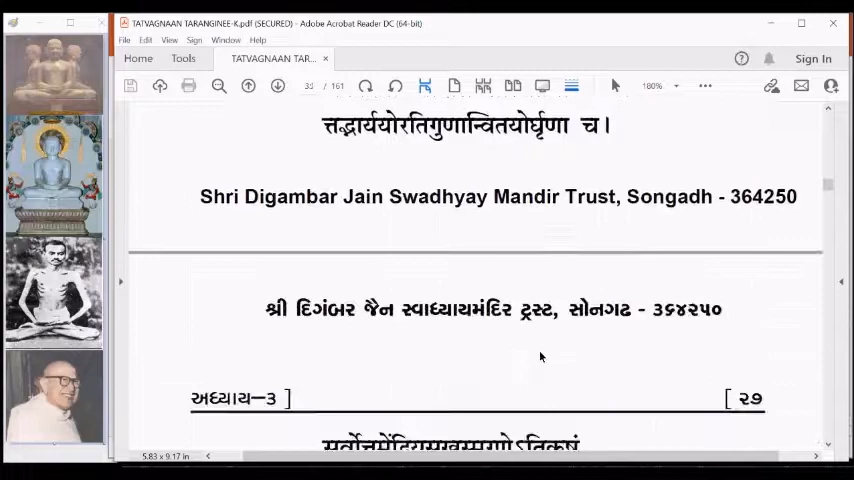 TATVAGNAAN TARANGINEE-K.pdf (SECURED) - Adobe Acrobat Reader DC (64-bit)
File Edit View Sign Window Help
Home Tools TATVAGNAAN TAR... × Sign In
/ 161 180%
त्तद्भार्ययोरतिगुणान्वितयोर्घृणा च।
Shri Digambar Jain Swadhyay Mandir Trust, Songadh - 364250
શ્રી દિગંબર જૈન સ્વાધ્યાયમંદિર ટ્રસ્ટ, સોનગઢ - ૩૬૪૨૫૦
અધ્યાય-૩ ] [ ૨૭
5.83 x 9.17 in